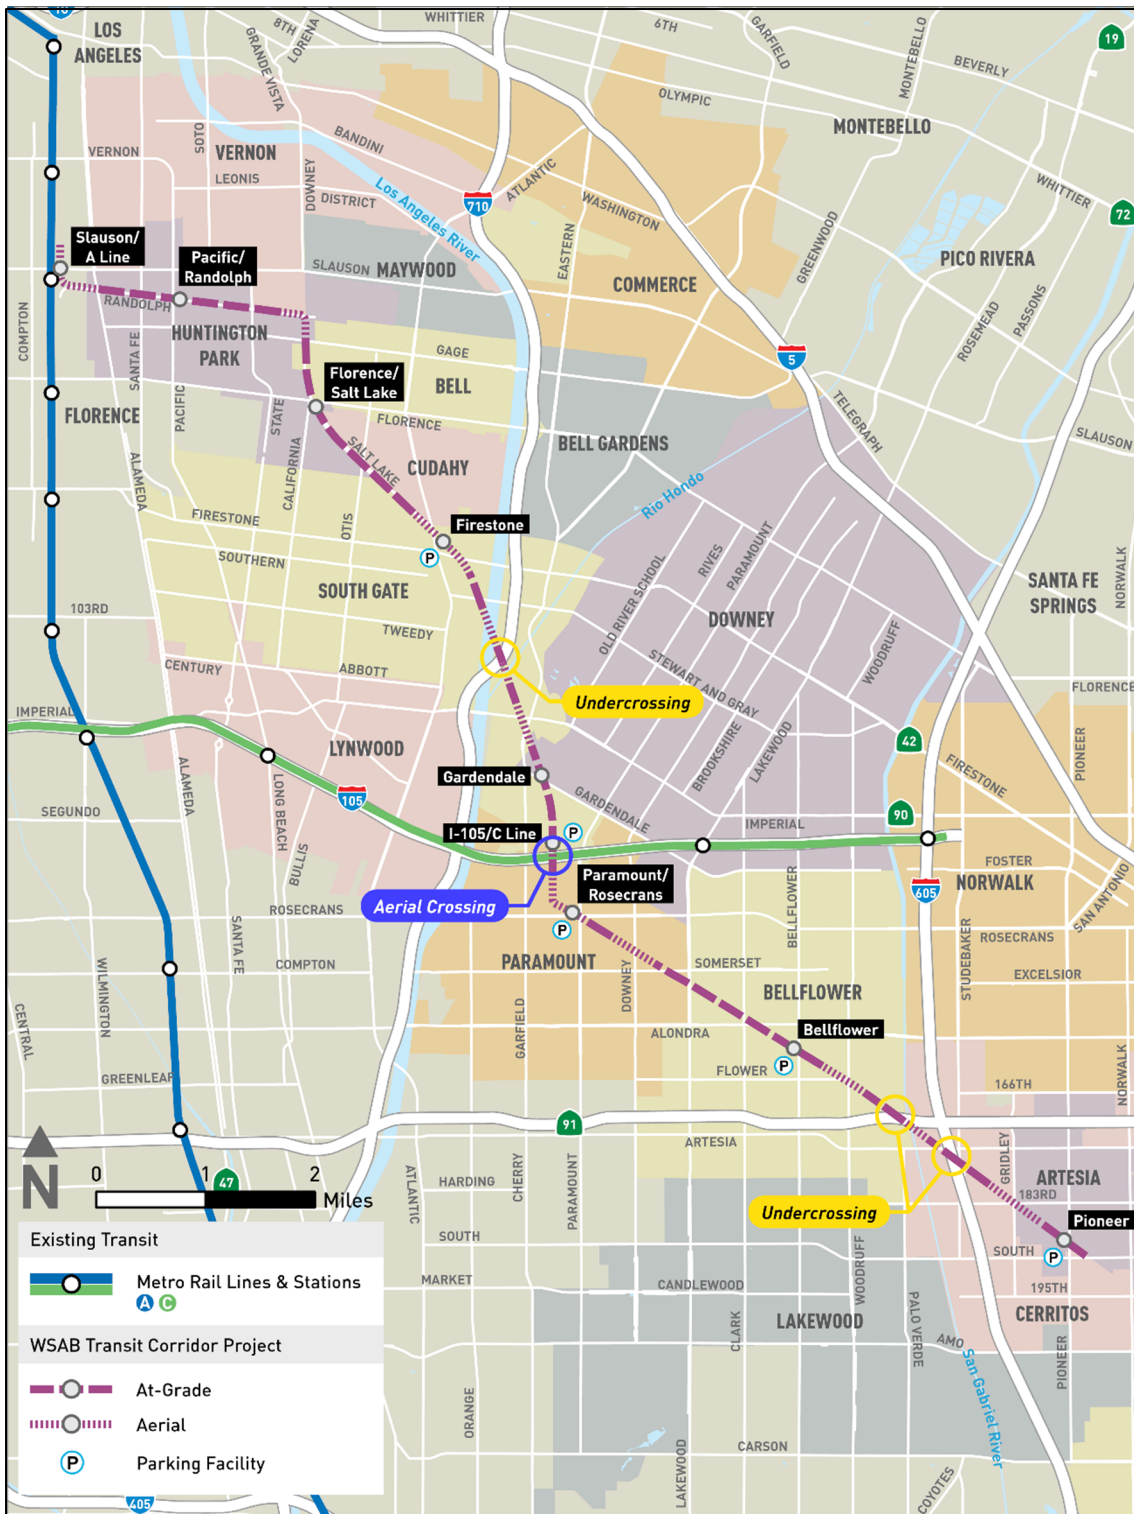 10
LOS
ANGELES
8TH
LORENA
GRANDE VISTA
WHITTIER
6TH
GARFIELD
MONTEBELLO
19
BEVERLY
OLYMPIC
MONTEBELLO
SOTO
VERNON
VERNON
BANDINI
LEONIS
DOWNEY
DISTRICT
Los Angeles River
710
ATLANTIC
WASHINGTON
WHITTIER
72
EASTERN
GREENWOOD
Slauson/
A Line
Pacific/
Randolph
SLAUSON
MAYWOOD
COMMERCE
PICO RIVERA
ROSEMEAD
PASSONS
COMPTON
RANDOLPH
HUNTINGTON
PARK
SANTA FE
GAGE
5
BELL
Florence/
Salt Lake
PACIFIC
STATE
FLORENCE
FLORENCE
TELEGRAPH
SLAUSON
CALIFORNIA
SALT LAKE
CUDAHY
BELL GARDENS
Rio Hondo
ALAMEDA
FIRESTONE
OTIS
Firestone
P
SOUTHERN
SOUTH GATE
RIVES
PARAMOUNT
OLD RIVER SCHOOL
DOWNEY
SANTA FE
SPRINGS
NORWALK
103RD
TWEEDY
WOODRUFF
CENTURY
ABBOTT
STEWART AND GRAY
FLORENCE
Undercrossing
IMPERIAL
LYNWOOD
BROOKSHIRE
LAKEWOOD
42
PIONEER
FIRESTONE
ALAMEDA
Gardendale
GARDENDALE
105
LONG BEACH
SEGUNDO
IMPERIAL
90
I-105/C Line
P
BULLIS
Paramount/
Rosecrans
FOSTER
NORWALK
605
SAN ANTONIO
Aerial Crossing
ROSECRANS
P
BELLFLOWER
ROSECRANS
SANTA FE
COMPTON
PARAMOUNT
SOMERSET
DOWNEY
STUDEBAKER
EXCELSIOR
WILMINGTON
BELLFLOWER
CENTRAL
GARFIELD
ALONDRA
Bellflower
P
FLOWER
GREENLEAF
166TH
NORWALK
91
ARTESIA
GRIDLEY
N
0 1 2
Miles
47
ATLANTIC
HARDING
CHERRY
PARAMOUNT
ARTESIA
183RD
Undercrossing
Pioneer
P
SOUTH
SOUTH
WOODRUFF
MARKET
CANDLEWOOD
195TH
LAKEWOOD
CLARK
PALO VERDE
CERRITOS
AMO
PIONEER
San Gabriel River
ORANGE
LAKEWOOD
CARSON
COYOTES
Existing Transit
Metro Rail Lines & Stations
A C
WSAB Transit Corridor Project
At-Grade
Aerial
P Parking Facility
405